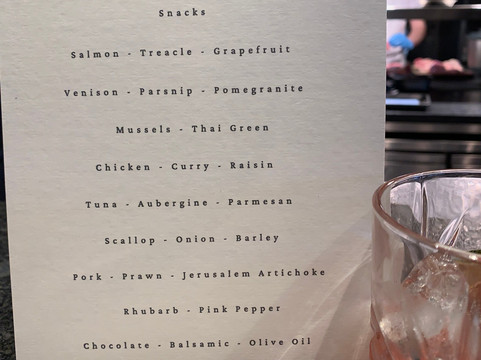 Snacks
Salmon - Treacle - Grapefruit
Venison - Parsnip - Pomegranite
Mussels - Thai Green
Chicken - Curry - Raisin
Tuna - Aubergine - Parmesan
Scallop - Onion - Barley
Pork - Prawn - Jerusalem Artichoke
Rhubarb - Pink Pepper
Chocolate - Balsamic - Olive Oil